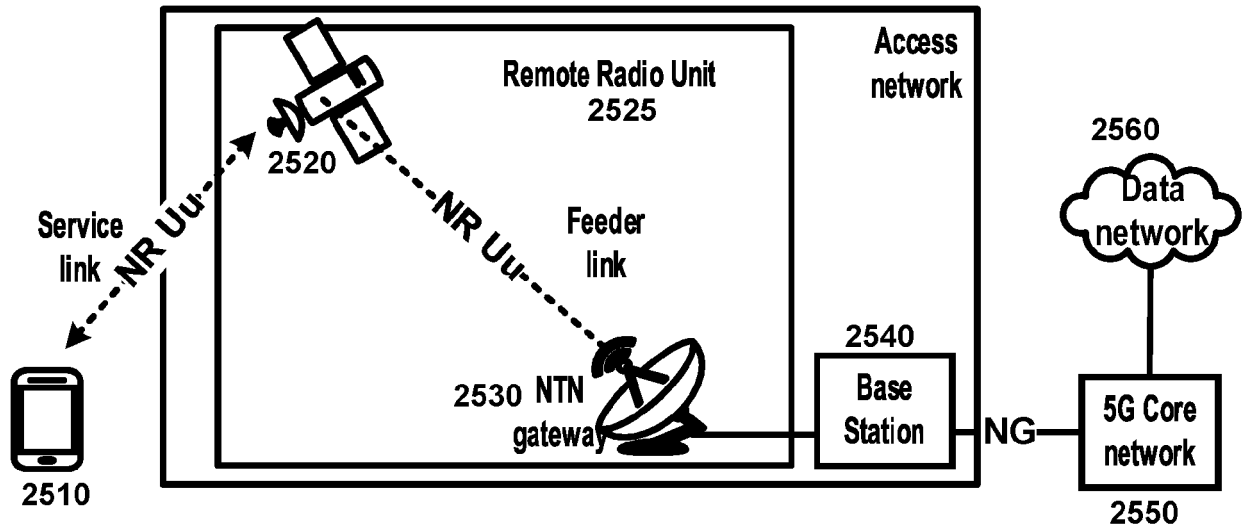 Access
network
Remote Radio Unit
2525
2520
2560
Data
network
Service
link
NR Uu
NR Uu
Feeder
link
2540
2530 NTN
gateway
Base
Station
NG
5G Core
network
2510
2550